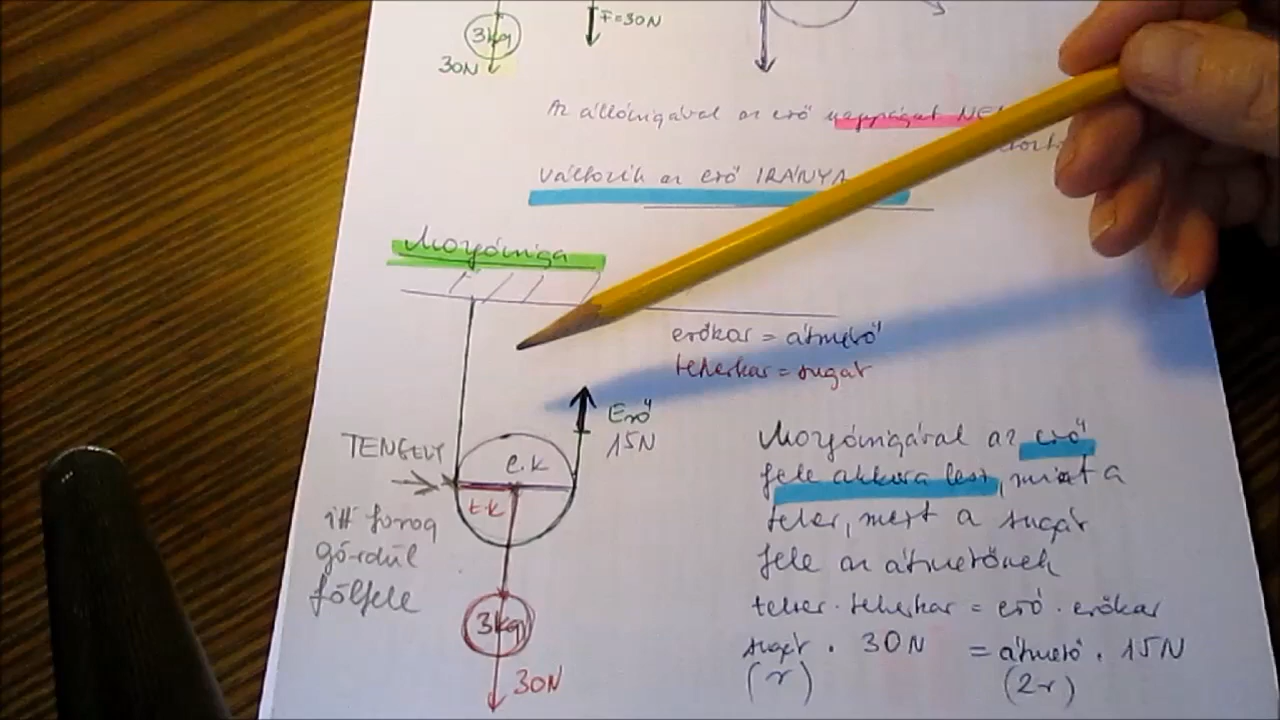 3kg
30N
F=30N
Az állócsigával az erő nagyságát
változik az erő IRÁNYA
Mozgócsiga
erőkar = átmérő
teherkar = sugár
Erő
15N
TENGELY
e.k
t.k
itt forog
gördül
fölfele
3kg
30N
Mozgócsigával az erő
fele akkora lesz, mint a
teher, mert a sugár
fele az átmérőnek
teher · teherkar = erő · erőkar
sugár · 30N = átmérő · 15N
(r) (2r)